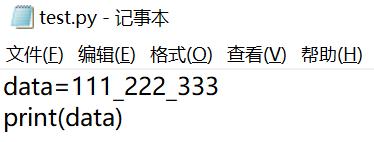 test.py - 记事本
文件(F) 编辑(E) 格式(O) 查看(V) 帮助(H)
data=111_222_333
print(data)